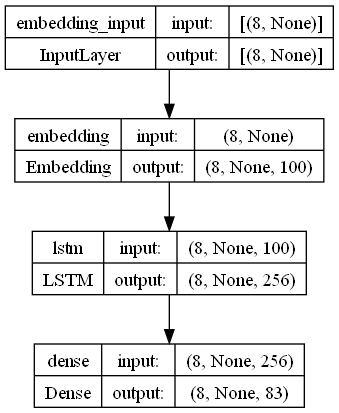 embedding_input input: [(8, None)]
InputLayer output: [(8, None)]
embedding input: (8, None)
Embedding output: (8, None, 100)
lstm input: (8, None, 100)
LSTM output: (8, None, 256)
dense input: (8, None, 256)
Dense output: (8, None, 83)